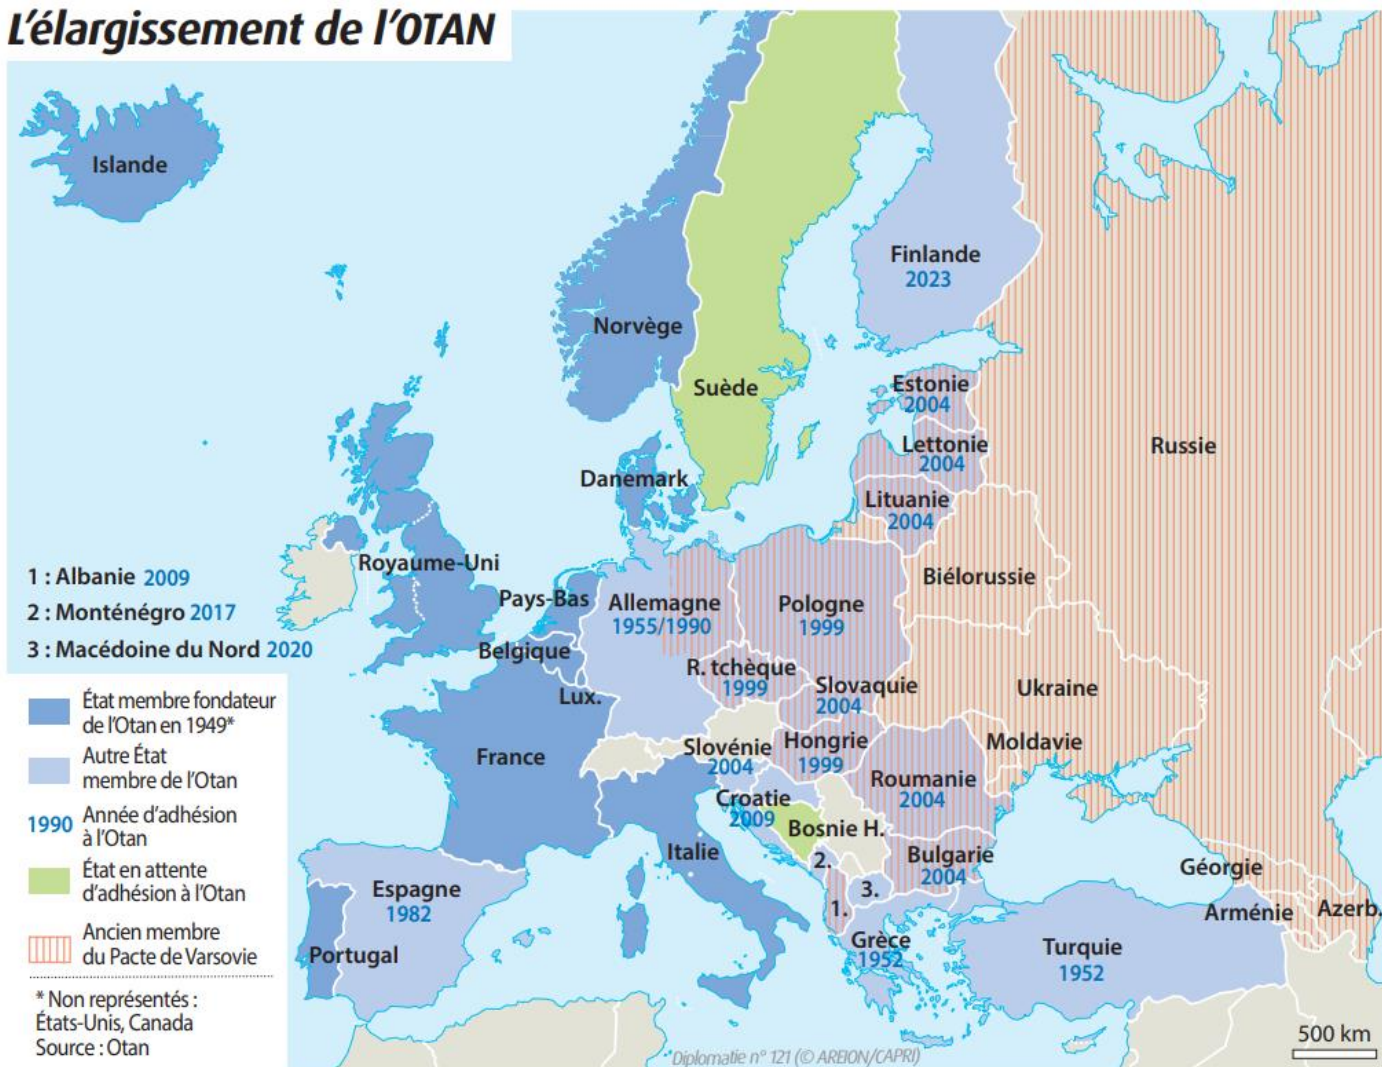 L'élargissement de l'OTAN
Islande
Finlande
2023
Norvège
Suède
Estonie
2004
Lettonie
2004
Russie
Danemark
Lituanie
2004
Royaume-Uni
Biélorussie
1 : Albanie 2009
2 : Monténégro 2017
3 : Macédoine du Nord 2020
Pays-Bas
Allemagne
1955/1990
Pologne
1999
Belgique
R. tchèque
1999
Slovaquie
2004
Ukraine
Lux.
France
Slovénie
2004
Hongrie
1999
Moldavie
Roumanie
2004
Croatie
2009
Bosnie H.
Italie
2.
Bulgarie
2004
Géorgie
Espagne
1982
3.
1.
Arménie
Azerb.
Portugal
Grèce
1952
Turquie
1952
État membre fondateur
de l'Otan en 1949*
Autre État
membre de l'Otan
1990 Année d'adhésion
à l'Otan
État en attente
d'adhésion à l'Otan
Ancien membre
du Pacte de Varsovie
* Non représentés :
États-Unis, Canada
Source : Otan
500 km
Diplomatie n° 121 (© AREION/CAPRI)